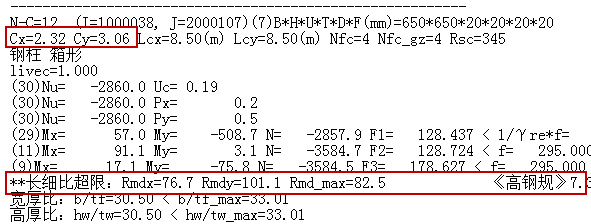 N-C=12 (I=1000038, J=2000107)(7)B*H*U*T*D*F(mm)=650*650*20*20*20*20
Cx=2.32 Cy=3.06 Lcx=8.50(m) Lcy=8.50(m) Nfc=4 Nfc_gz=4 Rsc=345
钢柱 箱形
livec=1.000
(30)Nu= -2860.0 Uc= 0.19
(30)Nu= -2860.0 Px= 0.2
(30)Nu= -2860.0 Py= 0.5
(29)Mx= 57.0 My= -508.7 N= -2857.9 F1= 128.437 < 1/γre*f=
(11)Mx= 91.1 My= 3.1 N= -3584.7 F2= 128.724 < f= 295.000
(9)Mx= 17.1 My= -75.8 N= -3584.5 F3= 178.627 < f= 295.000
**长细比超限: Rmdx=76.7 Rmdy=101.1 Rmd_max=82.5 《高钢规》7.3
宽厚比: b/tf=30.50 < b/tf_max=33.01
高厚比: hw/tw=30.50 < hw/tw_max=33.01